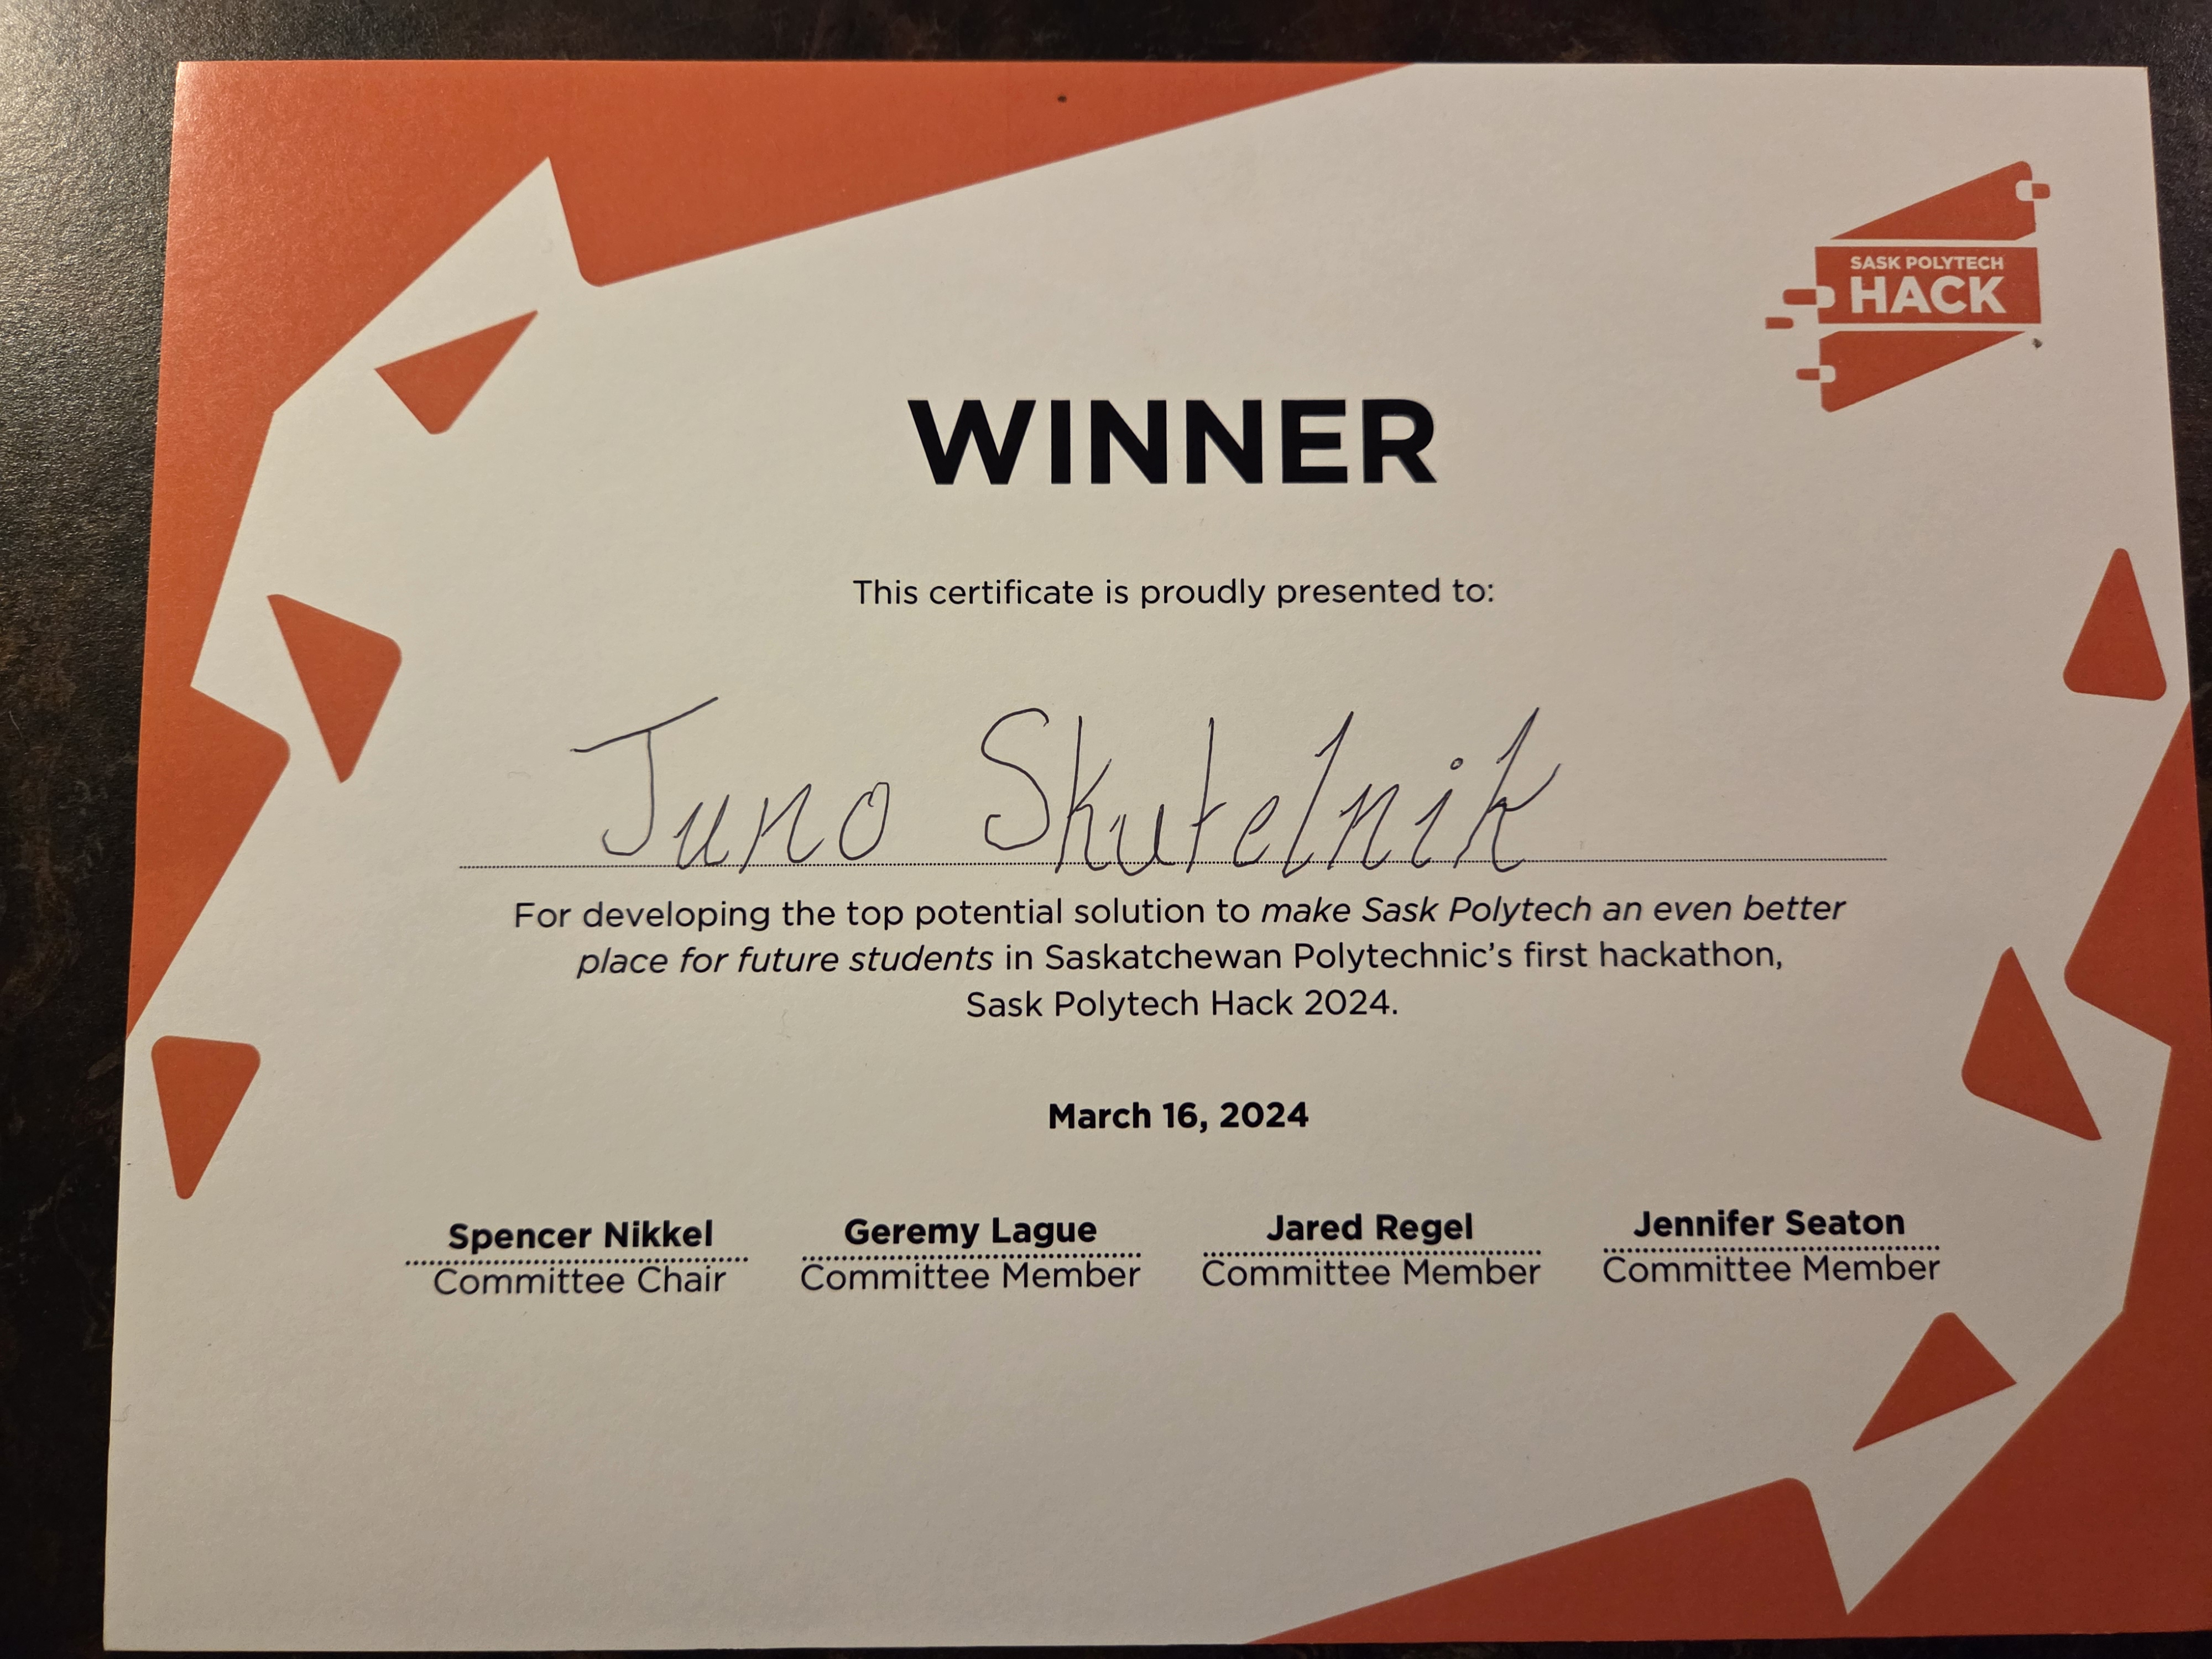 SASK POLYTECH
HACK
WINNER
This certificate is proudly presented to:
Juno Shutelnik
For developing the top potential solution to make Sask Polytech an even better
place for future students in Saskatchewan Polytechnic's first hackathon,
Sask Polytech Hack 2024.
March 16, 2024
Spencer Nikkel Geremy Lague Jared Regel Jennifer Seaton
Committee Chair Committee Member Committee Member Committee Member